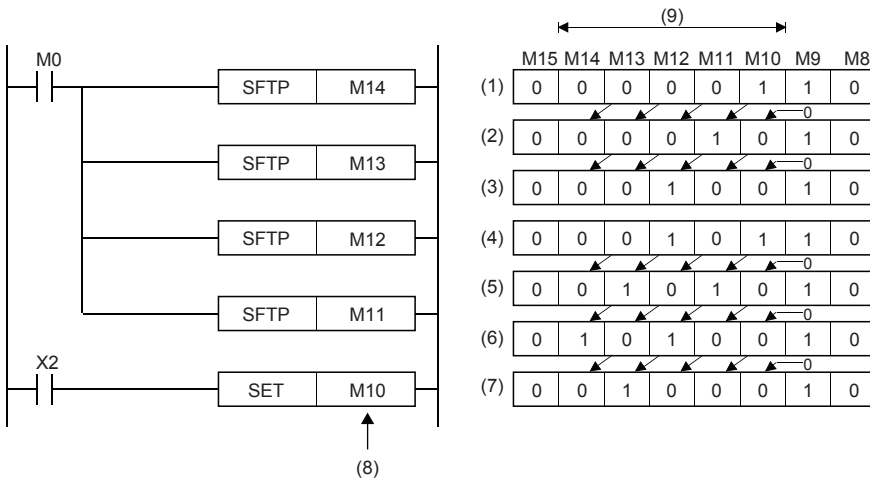 (9)
M0
M15 M14 M13 M12 M11 M10 M9 M8
SFTP M14
(1) 0 0 0 0 0 1 1 0
0
(2) 0 0 0 0 1 0 1 0
SFTP M13
0
(3) 0 0 0 1 0 0 1 0
SFTP M12
(4) 0 0 0 1 0 1 1 0
0
(5) 0 0 1 0 1 0 1 0
SFTP M11
0
(6) 0 1 0 1 0 0 1 0
0
X2
SET M10
(7) 0 0 1 0 0 0 1 0
(8)